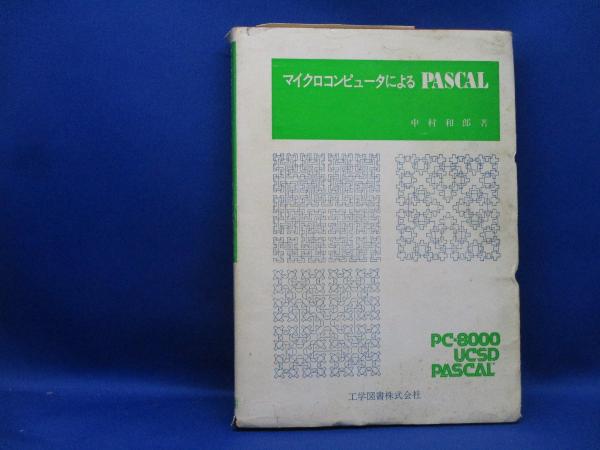 マイクロコンピュータによる PASCAL
中村和郎 著
PC-8000
UCSD
PASCAL
工学図書株式会社